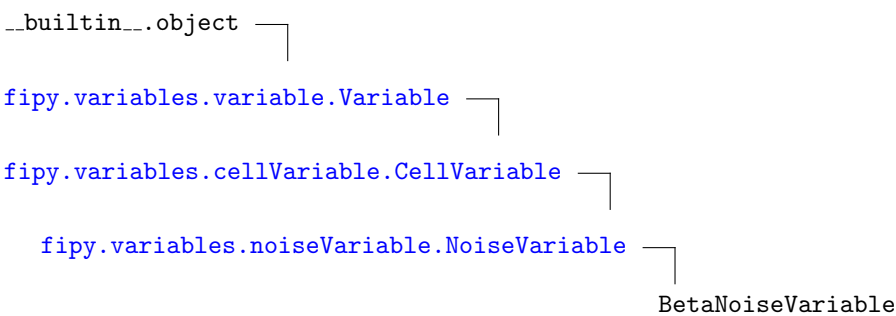 __builtin__.object
fipy.variables.variable.Variable
fipy.variables.cellVariable.CellVariable
fipy.variables.noiseVariable.NoiseVariable
BetaNoiseVariable